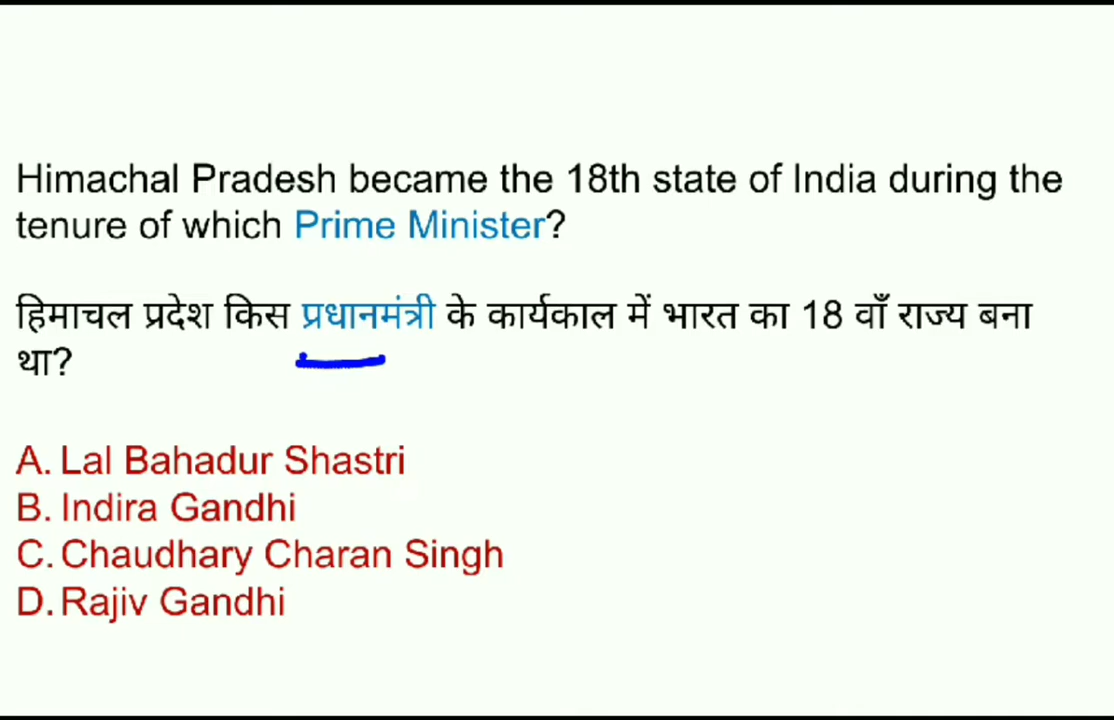 Himachal Pradesh became the 18th state of India during the
tenure of which Prime Minister?
हिमाचल प्रदेश किस प्रधानमंत्री के कार्यकाल में भारत का 18 वाँ राज्य बना
था?
A. Lal Bahadur Shastri
B. Indira Gandhi
C. Chaudhary Charan Singh
D. Rajiv Gandhi